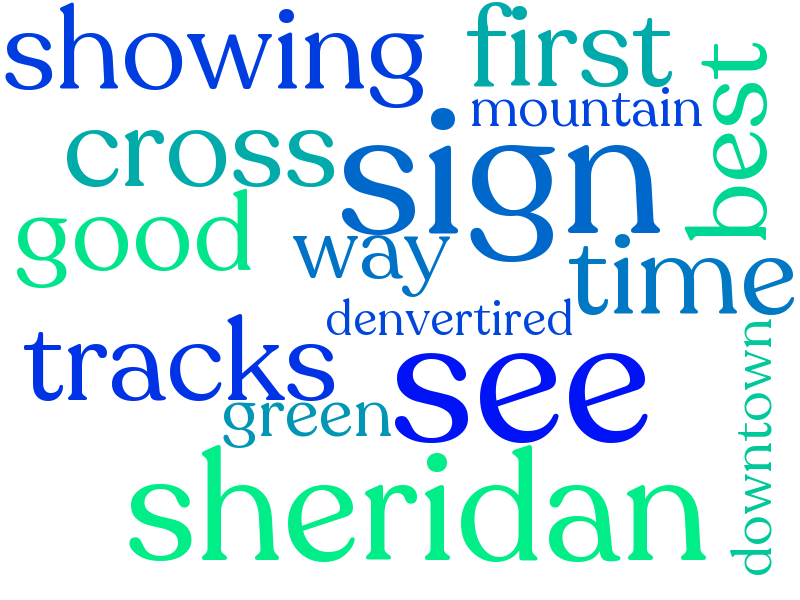 showing
first
mountain
best
cross
sign
good
way
time
denvertired
tracks
see
green
downtown
sheridan